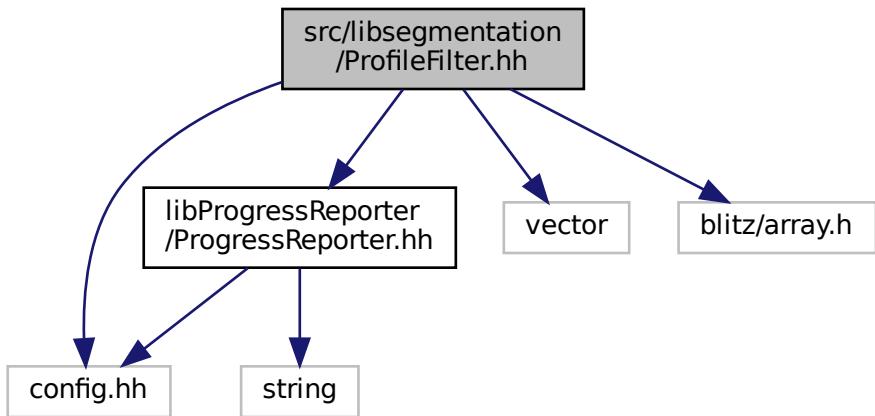 src/libsegmentation
/ProfileFilter.hh
libProgressReporter
/ProgressReporter.hh
vector
blitz/array.h
config.hh
string